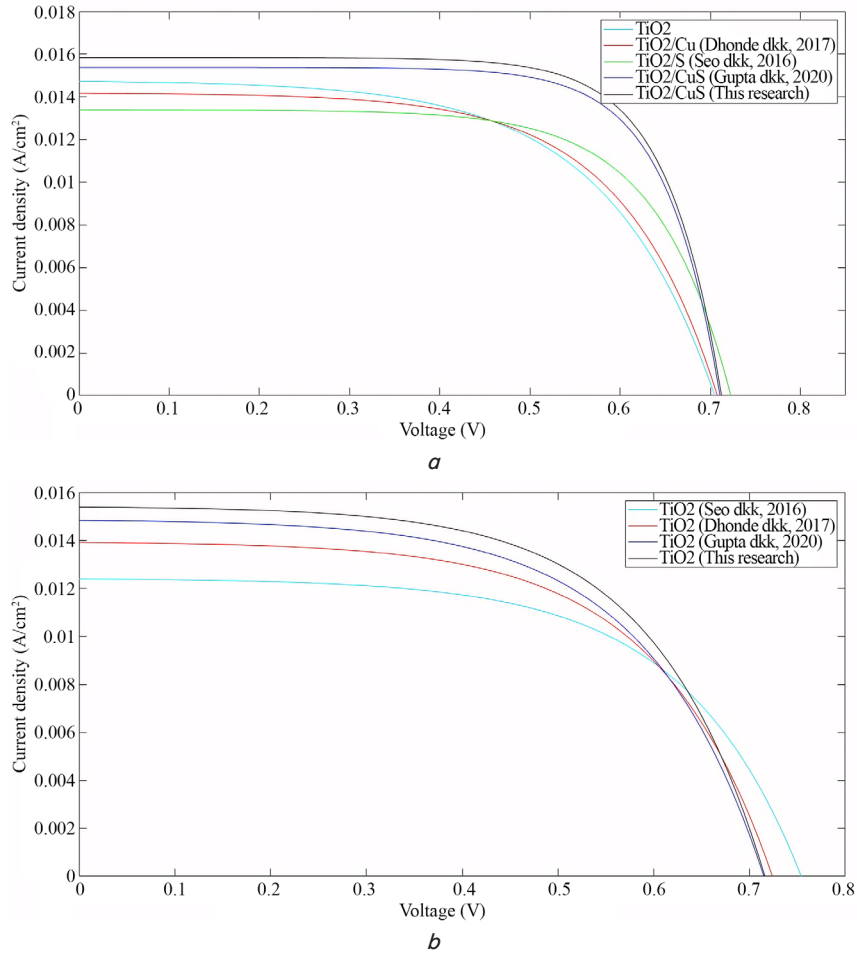 0.018
0.016
0.014
0.012
0.01
0.008
0.006
0.004
0.002
0
Current density (A/cm²)
TiO2
TiO2/Cu (Dhonde dkk, 2017)
TiO2/S (Seo dkk, 2016)
TiO2/CuS (Gupta dkk, 2020)
TiO2/CuS (This research)
0 0.1 0.2 0.3 0.4 0.5 0.6 0.7 0.8
Voltage (V)
a
0.016
0.014
0.012
0.01
0.008
0.006
0.004
0.002
0
Current density (A/cm²)
TiO2 (Seo dkk, 2016)
TiO2 (Dhonde dkk, 2017)
TiO2 (Gupta dkk, 2020)
TiO2 (This research)
0 0.1 0.2 0.3 0.4 0.5 0.6 0.7 0.8
Voltage (V)
b